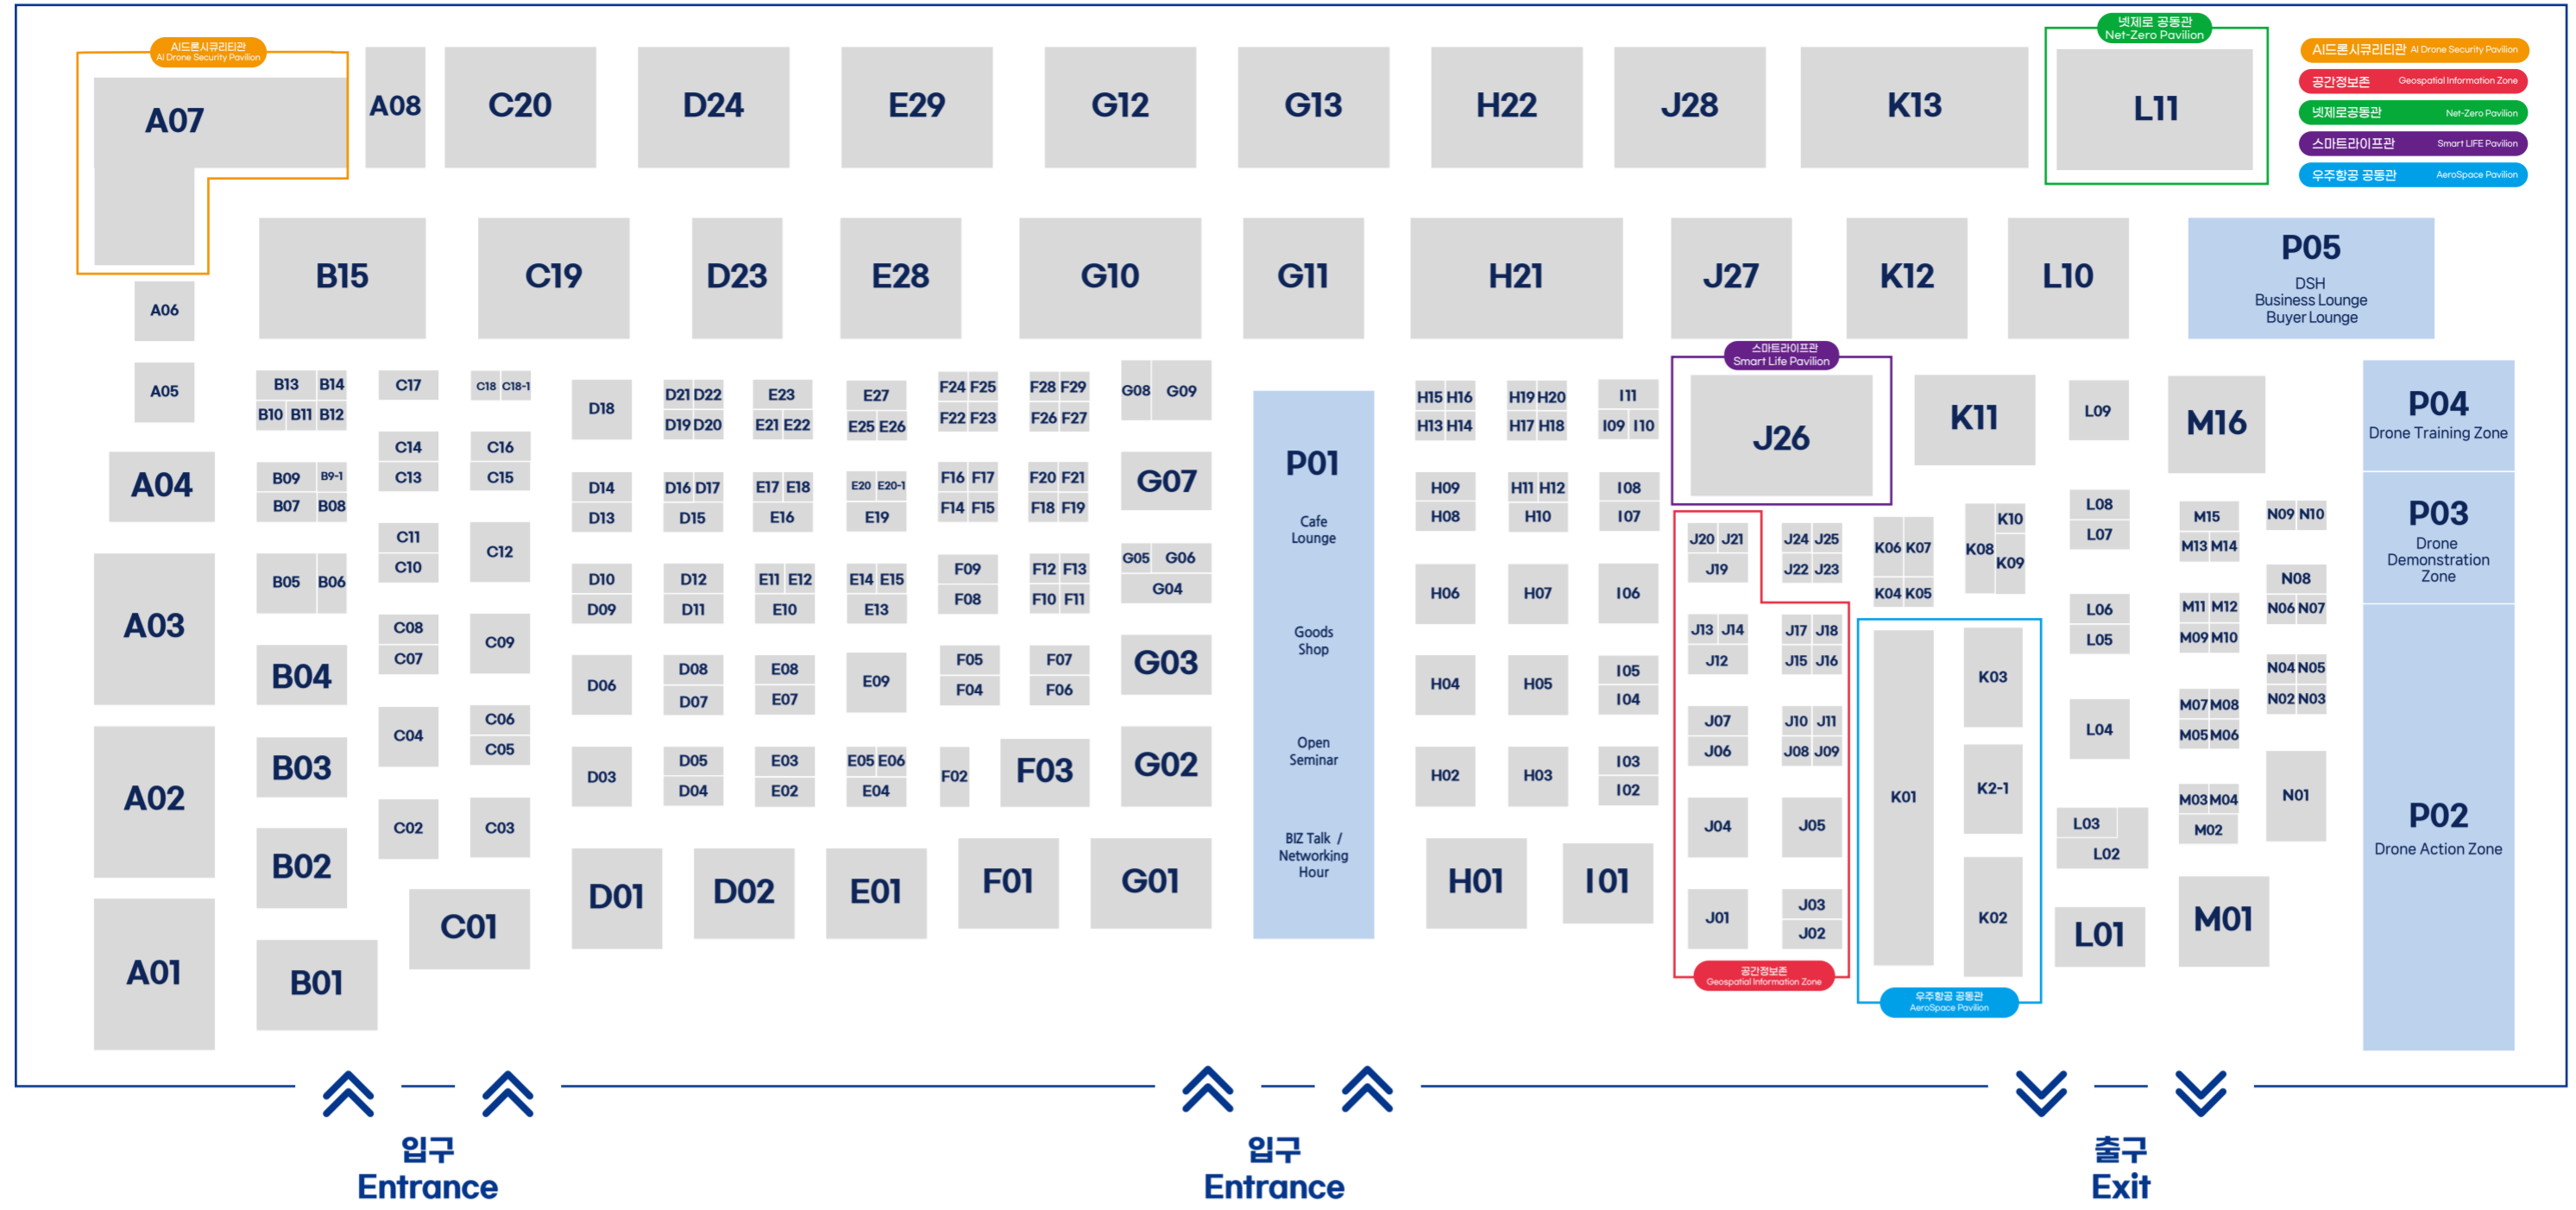 AI드론시큐리티관
AI Drone Security Pavilion
넷제로 공동관
Net-Zero Pavilion
AI드론시큐리티관 AI Drone Security Pavilion
공간정보존 Geospatial Information Zone
넷제로공동관 Net-Zero Pavilion
스마트라이프관 Smart LIFE Pavilion
우주항공 공동관 AeroSpace Pavilion
A07 A08 C20 D24 E29 G12 G13 H22 J28 K13 L11
B15 C19 D23 E28 G10 G11 H21 J27 K12 L10
P05
DSH
Business Lounge
Buyer Lounge
A06
A05
A04
A03
A02
A01
B13 B14
B10 B11 B12
B09 B9-1
B07 B08
B05 B06
B04
B03
B02
B01
C17
C14
C13
C11
C10
C08
C07
C04
C02
C18 C18-1
C16
C15
C12
C09
C06
C05
C03
C01
D18
D14
D13
D10
D09
D06
D03
D01
D21 D22
D19 D20
D16 D17
D15
D12
D11
D08
D07
D05
D04
D02
E23
E21 E22
E17 E18
E16
E11 E12
E10
E08
E07
E03
E02
E27
E25 E26
E20 E20-1
E19
E14 E15
E13
E09
E05 E06
E04
E01
F24 F25
F22 F23
F16 F17
F14 F15
F09
F08
F05
F04
F02
F28 F29
F26 F27
F20 F21
F18 F19
F12 F13
F10 F11
F07
F06
F03
F01
G08 G09
G07
G05 G06
G04
G03
G02
G01
P01
Cafe
Lounge
Goods
Shop
Open
Seminar
BIZ Talk /
Networking
Hour
H15 H16
H13 H14
H09
H08
H06
H04
H02
H01
H19 H20
H17 H18
H11 H12
H10
H07
H05
H03
I11
I09 I10
I08
I07
I06
I05
I04
I03
I02
I01
스마트라이프관
Smart Life Pavilion
J26
J20 J21
J19
J13 J14
J12
J07
J06
J04
J01
J24 J25
J22 J23
J17 J18
J15 J16
J10 J11
J08 J09
J05
J03
J02
공간정보존
Geospatial Information Zone
K11
K06 K07
K04 K05
K10
K08
K09
K01
K03
K2-1
K02
우주항공 공동관
AeroSpace Pavilion
L09
L08
L07
L06
L05
L04
L03
L02
L01
M16
M15
M13 M14
M11 M12
M09 M10
M07 M08
M05 M06
M03 M04
M02
M01
N09 N10
N08
N06 N07
N04 N05
N02 N03
N01
P04
Drone Training Zone
P03
Drone
Demonstration
Zone
P02
Drone Action Zone
입구
Entrance
입구
Entrance
출구
Exit